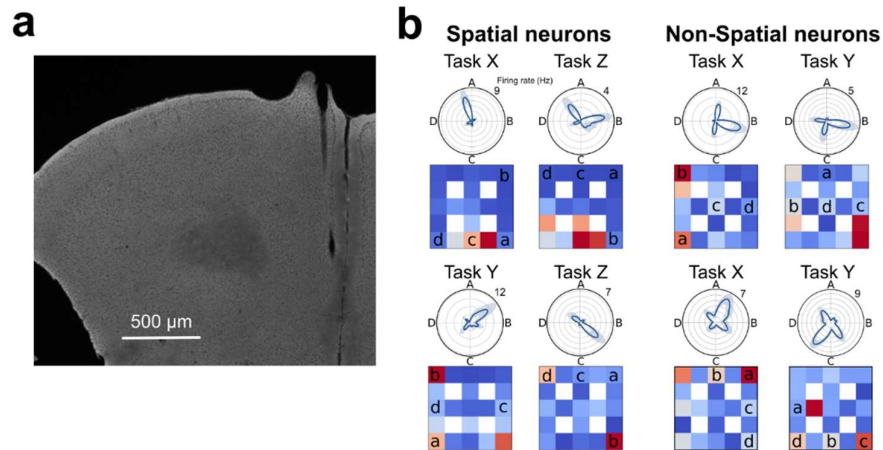 a
500 µm
b
Spatial neurons
Non-Spatial neurons
Task X
Task Z
Task X
Task Y
Firing rate (Hz)
A 9 B C D
A 4 B C D
A 12 B C D
A 5 B C D
b
d c a
d c a
b
b
c d
a
a
b d c
Task Y
Task Z
Task X
Task Y
A 12 B C D
A 7 B C D
A 7 B C D
A 9 B C D
b
d c
a
d c a
b
b a
c
d
a
d b c